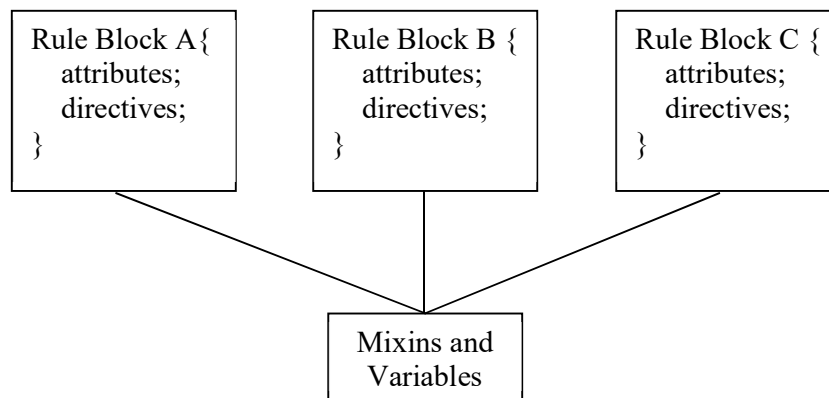 Rule Block A{
attributes;
directives;
}
Rule Block B {
attributes;
directives;
}
Rule Block C {
attributes;
directives;
}
Mixins and
Variables